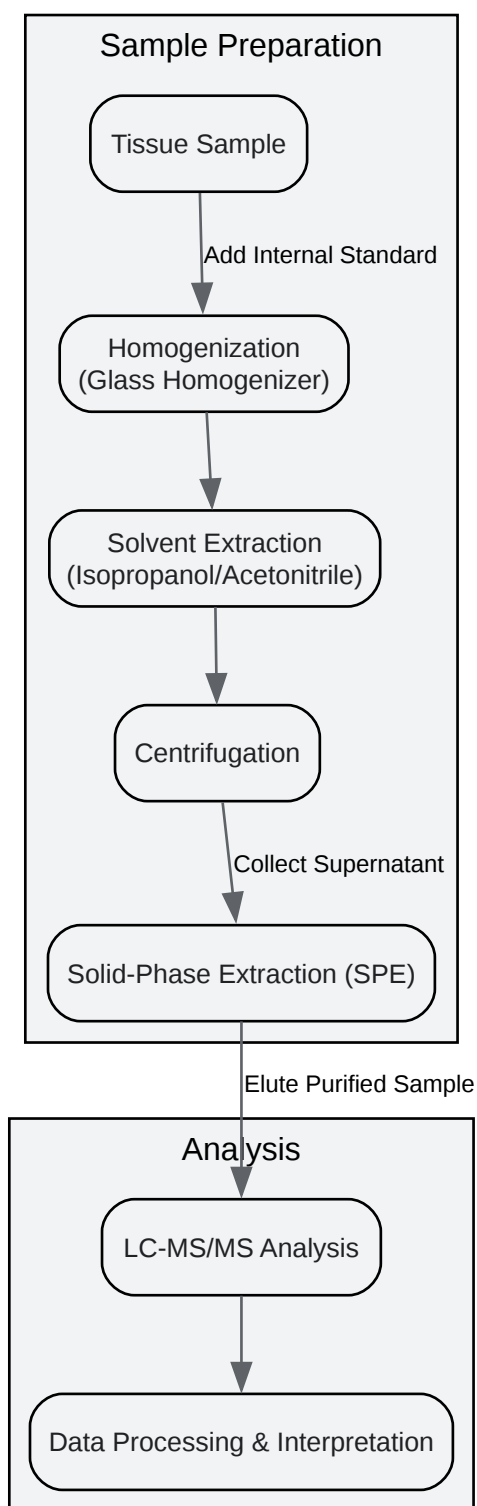 Sample Preparation
Tissue Sample
Add Internal Standard
Homogenization
(Glass Homogenizer)
Solvent Extraction
(Isopropanol/Acetonitrile)
Centrifugation
Collect Supernatant
Solid-Phase Extraction (SPE)
Elute Purified Sample
Analysis
LC-MS/MS Analysis
Data Processing & Interpretation